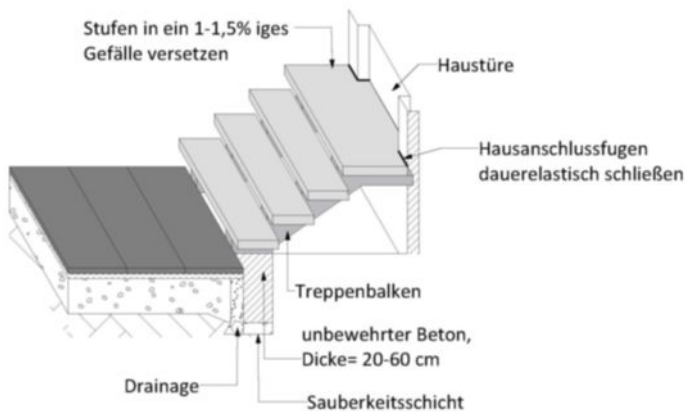 Stufen in ein 1-1,5% iges
Gefälle versetzen
Haustüre
Hausanschlussfugen
dauerelastisch schließen
Treppenbalken
unbewehrter Beton,
Dicke= 20-60 cm
Drainage
Sauberkeitsschicht